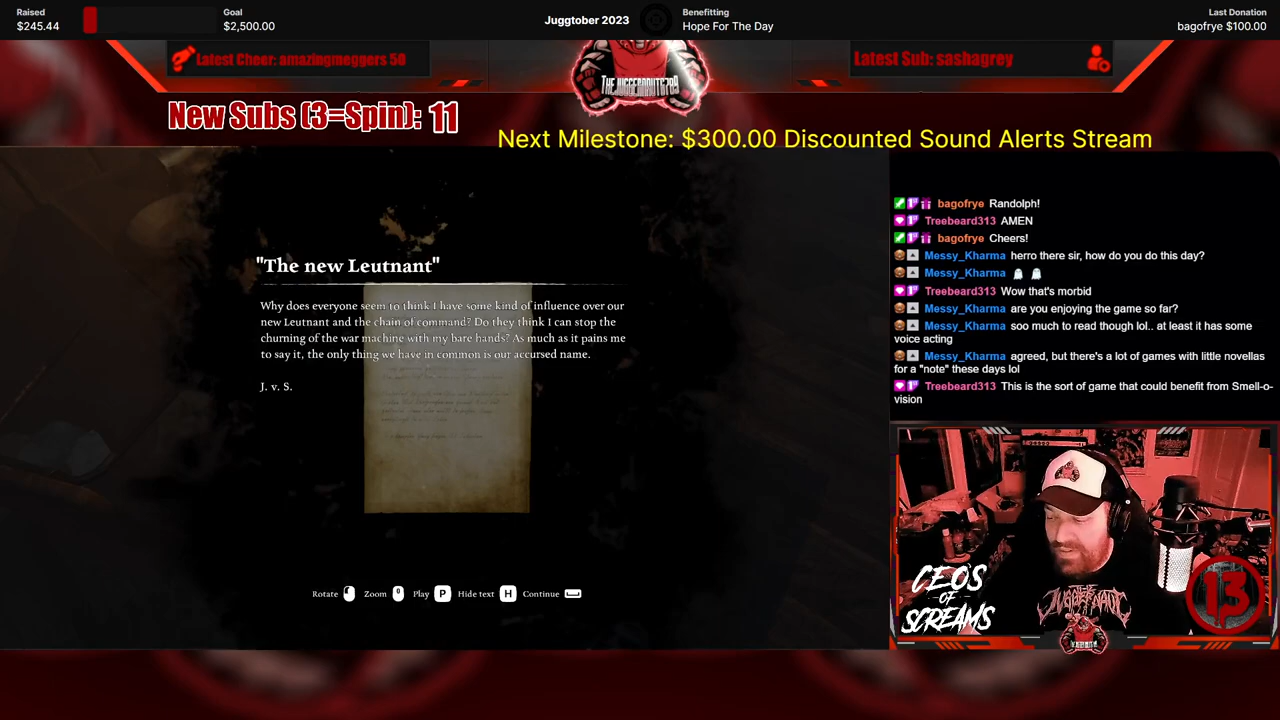 Raised
$245.44
Goal
$2,500.00
Juggtober 2023
Benefitting
Hope For The Day
Last Donation
bagofrye $100.00
Latest Cheer: amazingmeggers 50
THEJUGGERNAUT6789
Latest Sub: sashagrey
New Subs (3=Spin): 11
Next Milestone: $300.00 Discounted Sound Alerts Stream
"The new Leutnant"
Why does everyone seem to think I have some kind of influence over our
new Leutnant and the chain of command? Do they think I can stop the
churning of the war machine with my bare hands? As much as it pains me
to say it, the only thing we have in common is our accursed name.
J. v. S.
Rotate Zoom Play P Hide text H Continue
bagofrye Randolph!
Treebeard313 AMEN
bagofrye Cheers!
Messy_Kharma herro there sir, how do you do this day?
Messy_Kharma
Treebeard313 Wow that's morbid
Messy_Kharma are you enjoying the game so far?
Messy_Kharma soo much to read though lol.. at least it has some
voice acting
Messy_Kharma agreed, but there's a lot of games with little novellas
for a "note" these days lol
Treebeard313 This is the sort of game that could benefit from Smell-o-
vision
CEOS
OF
SCREAMS
THE JUGGERNAUT
13